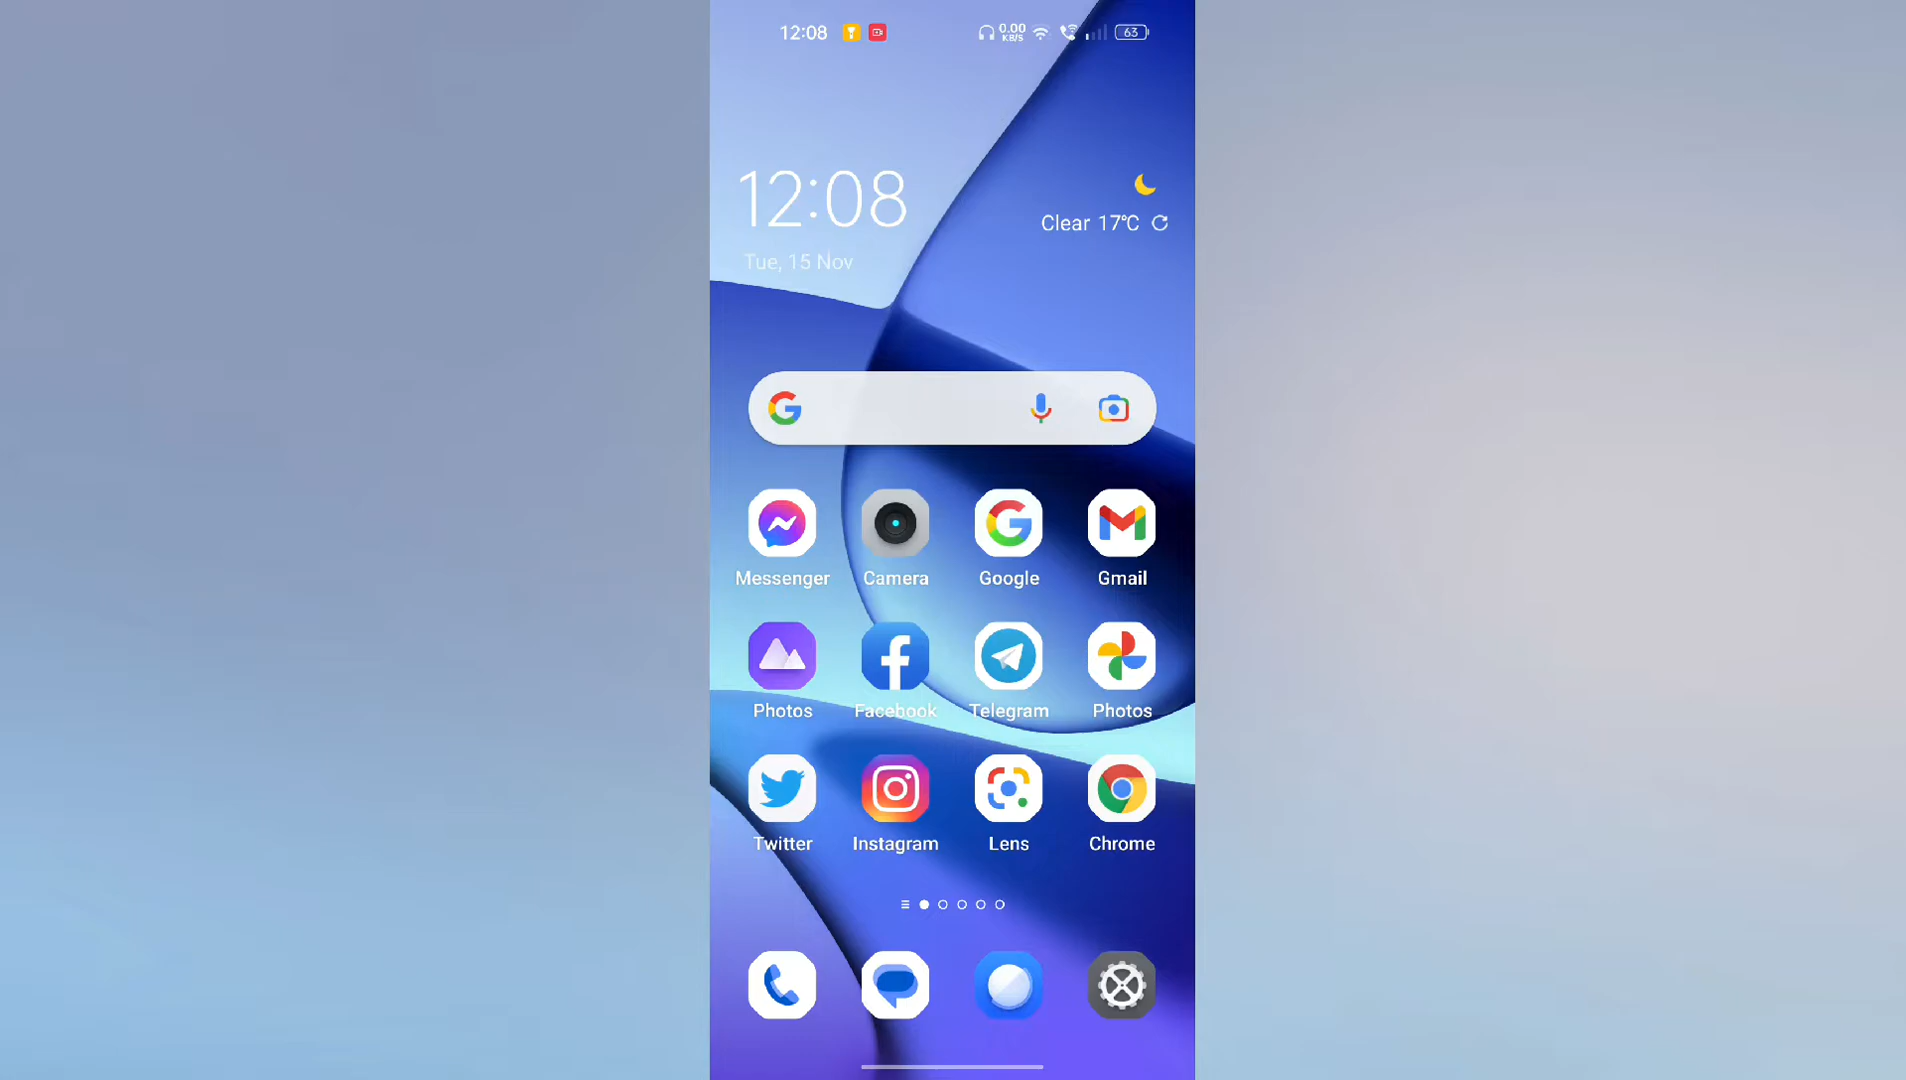 12:08 0.00 KB/S 63
12:08
Clear 17℃
Tue, 15 Nov
Messenger Camera Google Gmail
Photos Facebook Telegram Photos
Twitter Instagram Lens Chrome